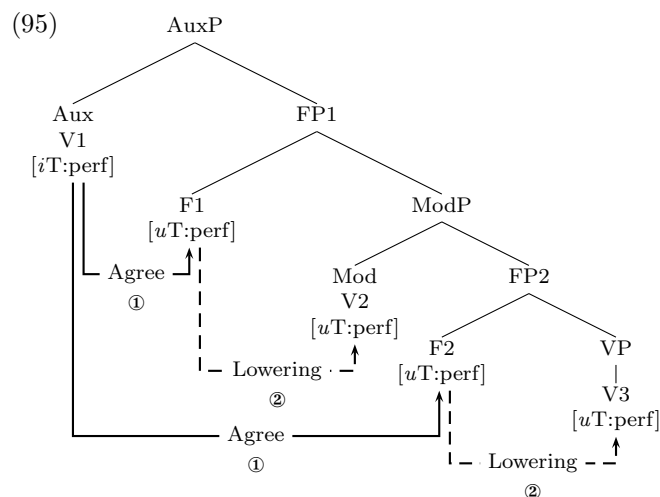 (95)
AuxP
Aux FP1
V1
[iT:perf]
F1 ModP
[uT:perf]
Agree Mod FP2
① V2
[uT:perf]
F2 VP
Lowering [uT:perf]
② V3
[uT:perf]
Agree
① Lowering
②